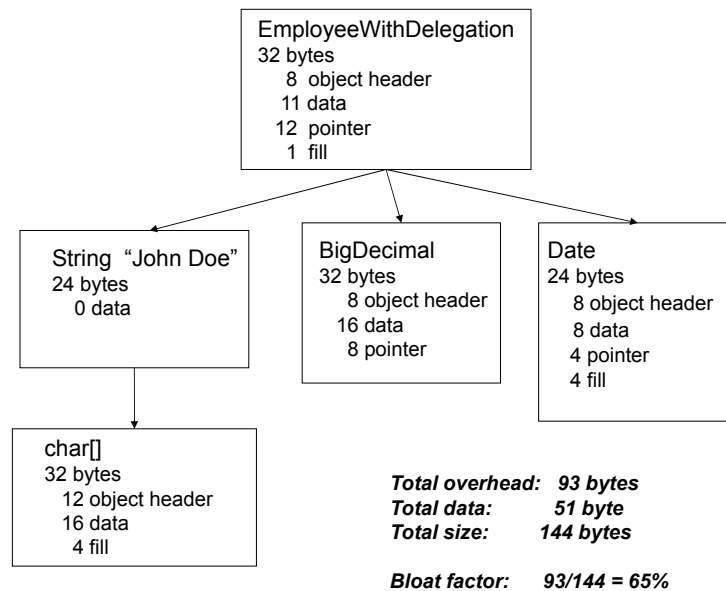 EmployeeWithDelegation
32 bytes
8 object header
11 data
12 pointer
1 fill
String “John Doe”
24 bytes
0 data
BigDecimal
32 bytes
8 object header
16 data
8 pointer
Date
24 bytes
8 object header
8 data
4 pointer
4 fill
char[]
32 bytes
12 object header
16 data
4 fill
Total overhead: 93 bytes
Total data: 51 byte
Total size: 144 bytes
Bloat factor: 93/144 = 65%